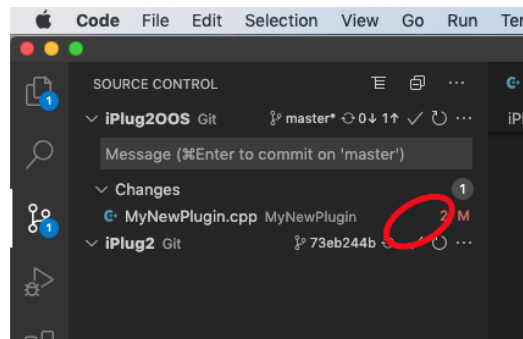 Code File Edit Selection View Go Run Ter
1
SOURCE CONTROL
iPlug2OOS Git master* 0↓ 1↑
iP
Message (⌘Enter to commit on 'master')
Changes 1
1
MyNewPlugin.cpp MyNewPlugin 2 M
iPlug2 Git 73eb244b